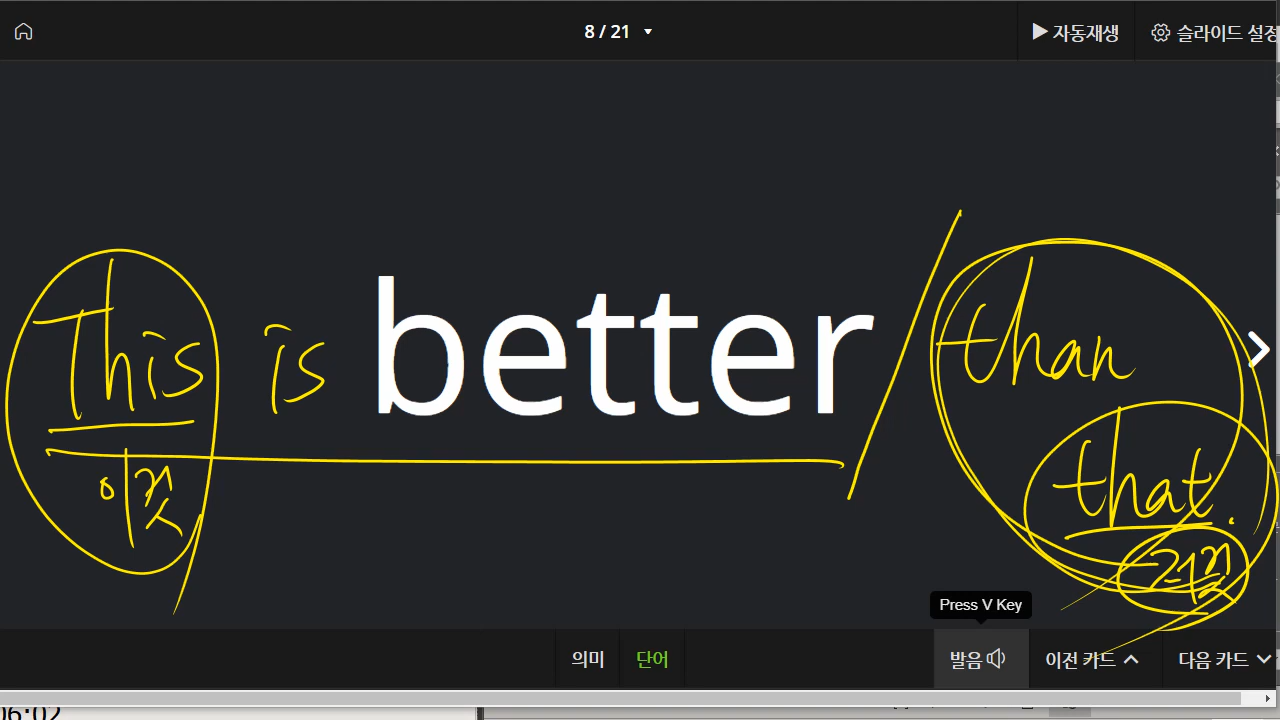 8 / 21
자동재생
슬라이드 설정
This is better / than
that.
이것
그것
Press V Key
의미
단어
발음
이전 카드
다음 카드
06:02